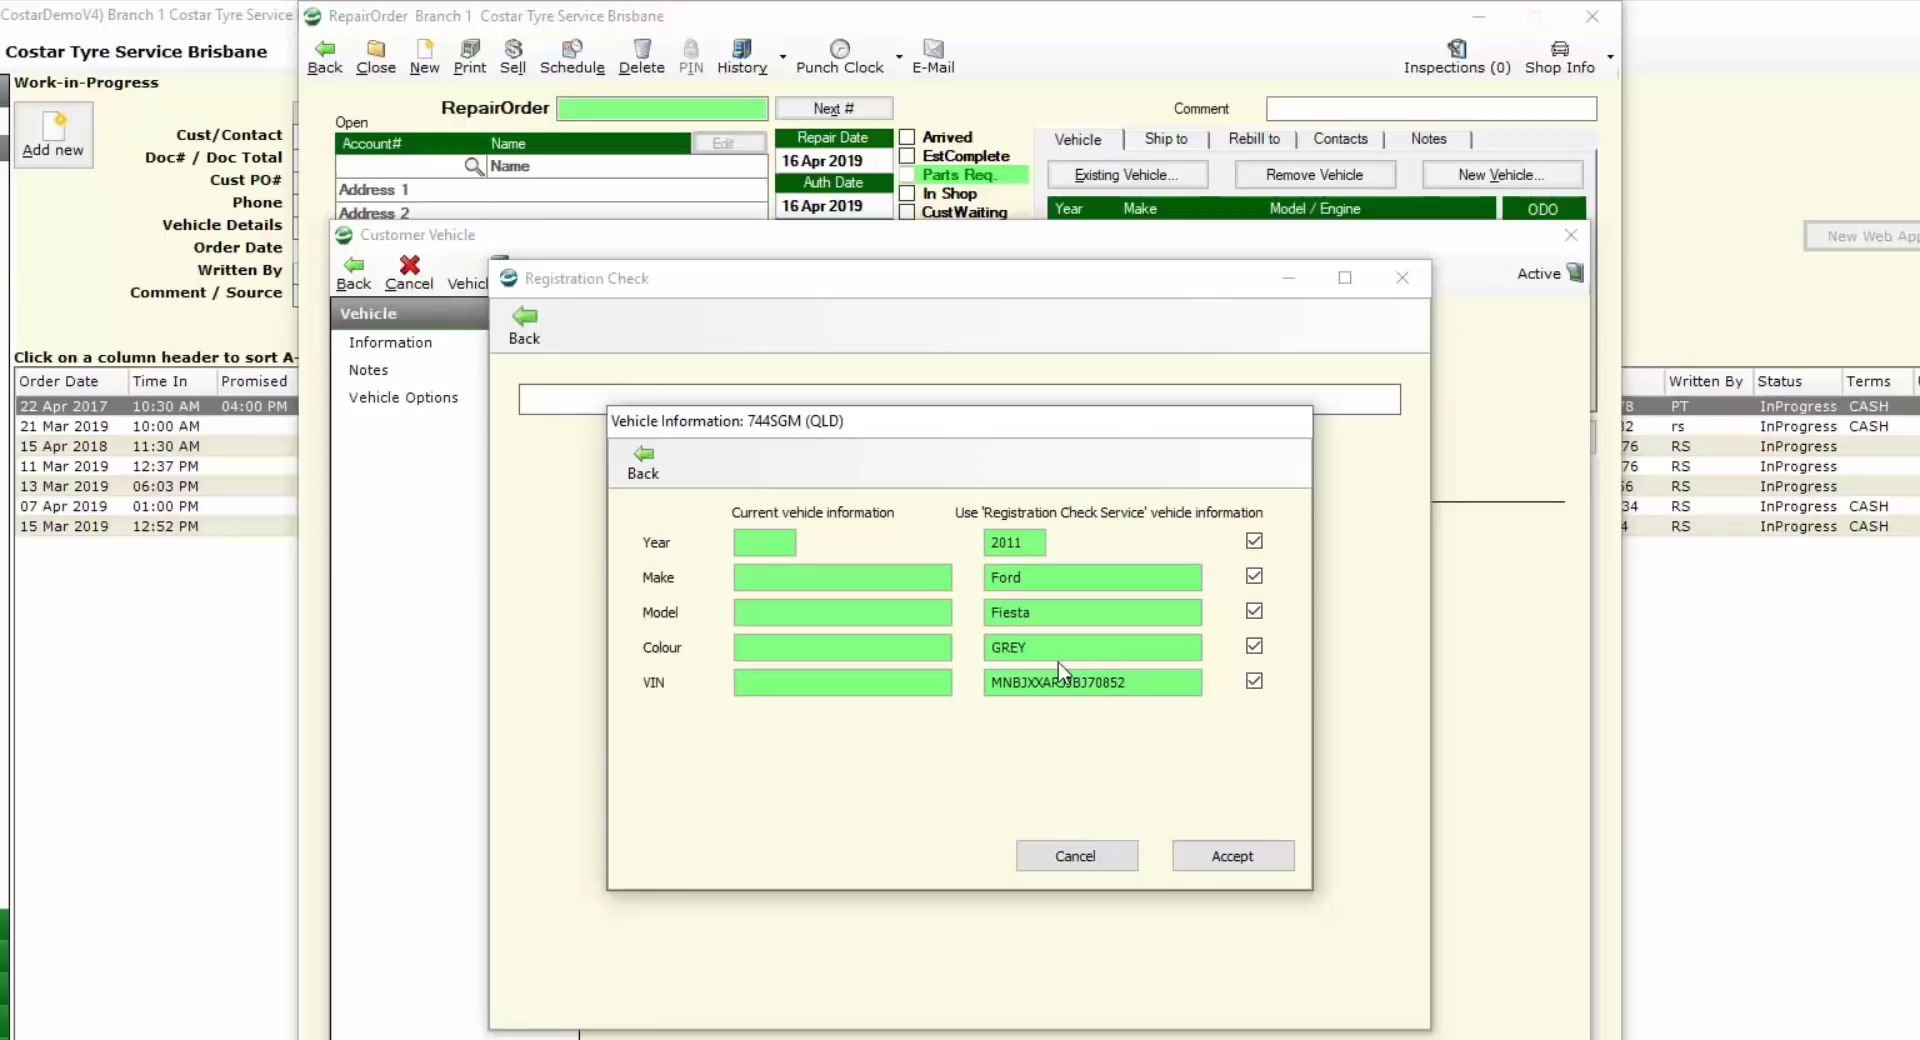 CostarDemoV4) Branch 1 Costar Tyre Service
RepairOrder Branch 1 Costar Tyre Service Brisbane
Costar Tyre Service Brisbane
Back Close New Print Sell Schedule Delete PIN History Punch Clock E-Mail Inspections (0) Shop Info
Work-in-Progress
Add new
Cust/Contact
Doc# / Doc Total
Cust PO#
Phone
Vehicle Details
Order Date
Written By
Comment / Source
RepairOrder Next # Comment
Open
Account# Name Edit
Name
Address 1
Address 2
Repair Date
16 Apr 2019
Auth Date
16 Apr 2019
Arrived
EstComplete
Parts Req.
In Shop
CustWaiting
Vehicle Ship to Rebill to Contacts Notes
Existing Vehicle... Remove Vehicle New Vehicle...
Year Make Model / Engine ODO
New Web App
Customer Vehicle
Back Cancel Vehicl
Active
Vehicle
Information
Notes
Vehicle Options
Registration Check
Back
Vehicle Information: 744SGM (QLD)
Back
Current vehicle information Use 'Registration Check Service' vehicle information
Year 2011
Make Ford
Model Fiesta
Colour GREY
VIN
Cancel Accept
Click on a column header to sort A-
Order Date Time In Promised Written By Status Terms
22 Apr 2017 10:30 AM 04:00 PM PT InProgress CASH
21 Mar 2019 10:00 AM rs InProgress CASH
15 Apr 2018 11:30 AM 76 RS InProgress
11 Mar 2019 12:37 PM 76 RS InProgress
13 Mar 2019 06:03 PM RS InProgress
07 Apr 2019 01:00 PM 34 RS InProgress CASH
15 Mar 2019 12:52 PM 4 RS InProgress CASH